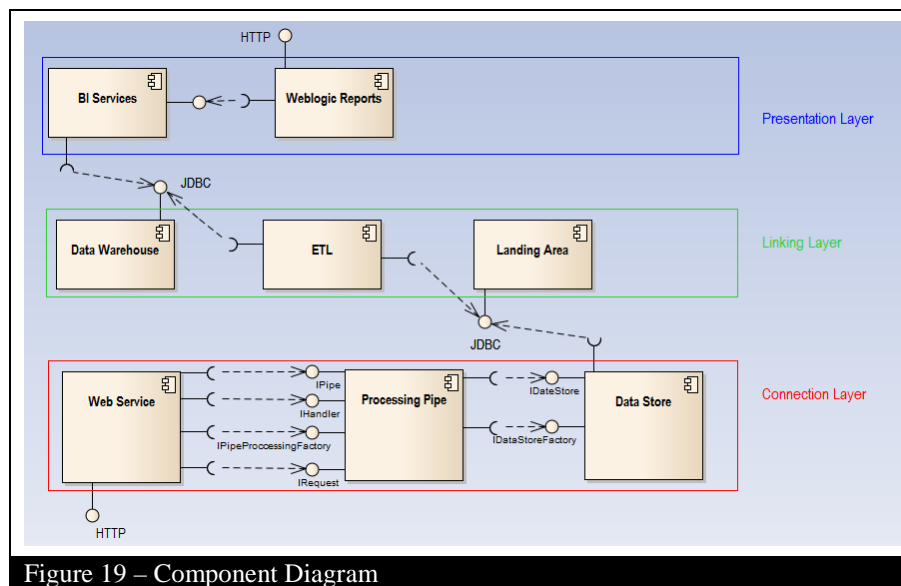 HTTP
BI Services
Weblogic Reports
Presentation Layer
JDBC
Data Warehouse
ETL
Landing Area
Linking Layer
JDBC
Web Service
IPipe
IHandler
IPipeProccessingFactory
IRequest
Processing Pipe
IDateStore
IDataStoreFactory
Data Store
Connection Layer
HTTP
Figure 19 – Component Diagram